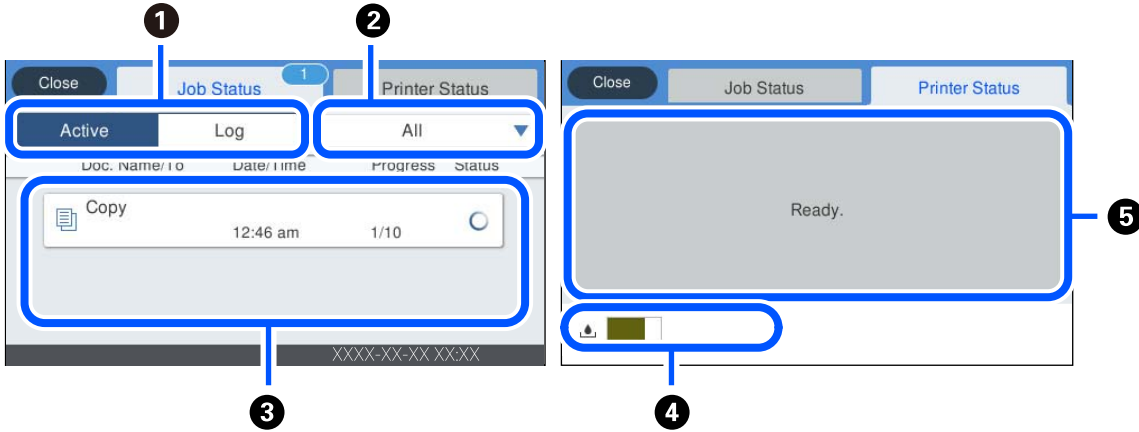 1 2
Close Job Status 1 Printer Status
Active Log All
Doc. Name/To Date/Time Progress Status
Copy
12:46 am 1/10
XXXX-XX-XX XX:XX
3
Close Job Status Printer Status
Ready.
5
4